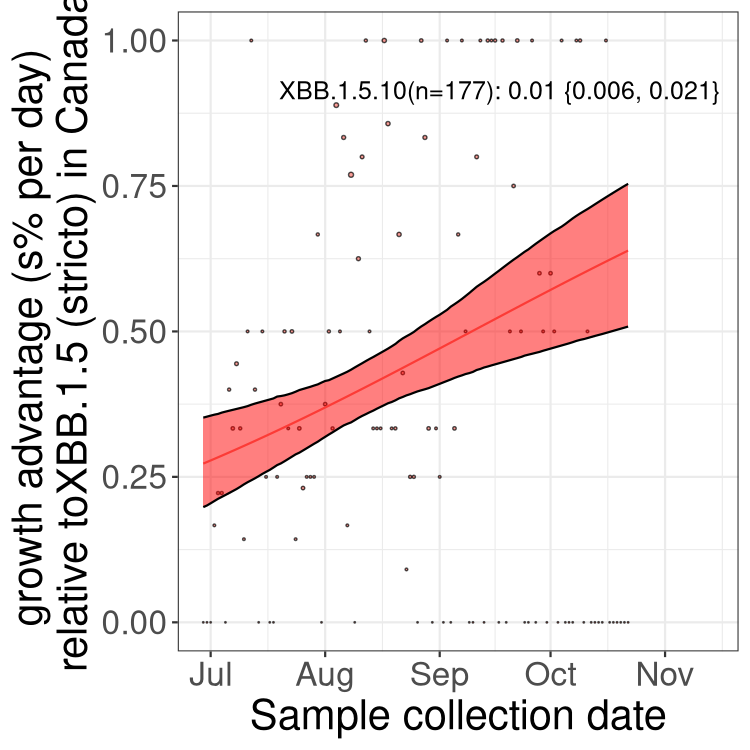 growth advantage (s% per day)
relative toXBB.1.5 (stricto) in Canada
1.00
XBB.1.5.10(n=177): 0.01 {0.006, 0.021}
0.75
0.50
0.25
0.00
Jul Aug Sep Oct Nov
Sample collection date